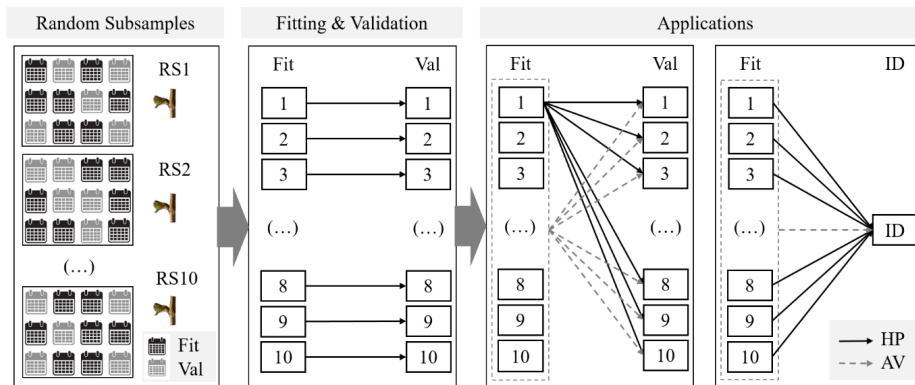 Random Subsamples
RS1
RS2
(...)
RS10
Fit
Val
Fitting & Validation
Fit Val
1 1
2 2
3 3
(...) (...)
8 8
9 9
10 10
Applications
Fit Val
1 1
2 2
3 3
(...) (...)
8 8
9 9
10 10
Fit ID
1
2
3
(...) ID
8
9
10
HP
AV